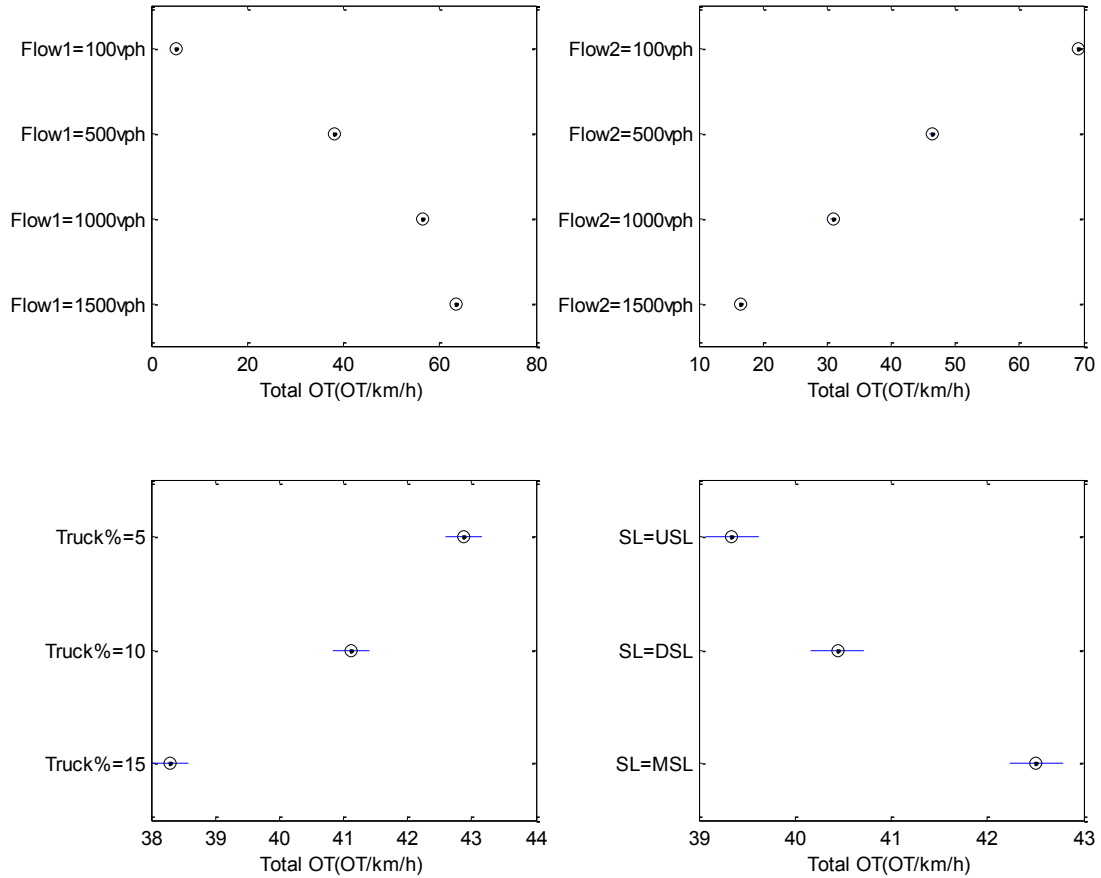 Flow1=100vph
Flow1=500vph
Flow1=1000vph
Flow1=1500vph
0 20 40 60 80
Total OT(OT/km/h)
Flow2=100vph
Flow2=500vph
Flow2=1000vph
Flow2=1500vph
10 20 30 40 50 60 70
Total OT(OT/km/h)
Truck%=5
Truck%=10
Truck%=15
38 39 40 41 42 43 44
Total OT(OT/km/h)
SL=USL
SL=DSL
SL=MSL
39 40 41 42 43
Total OT(OT/km/h)